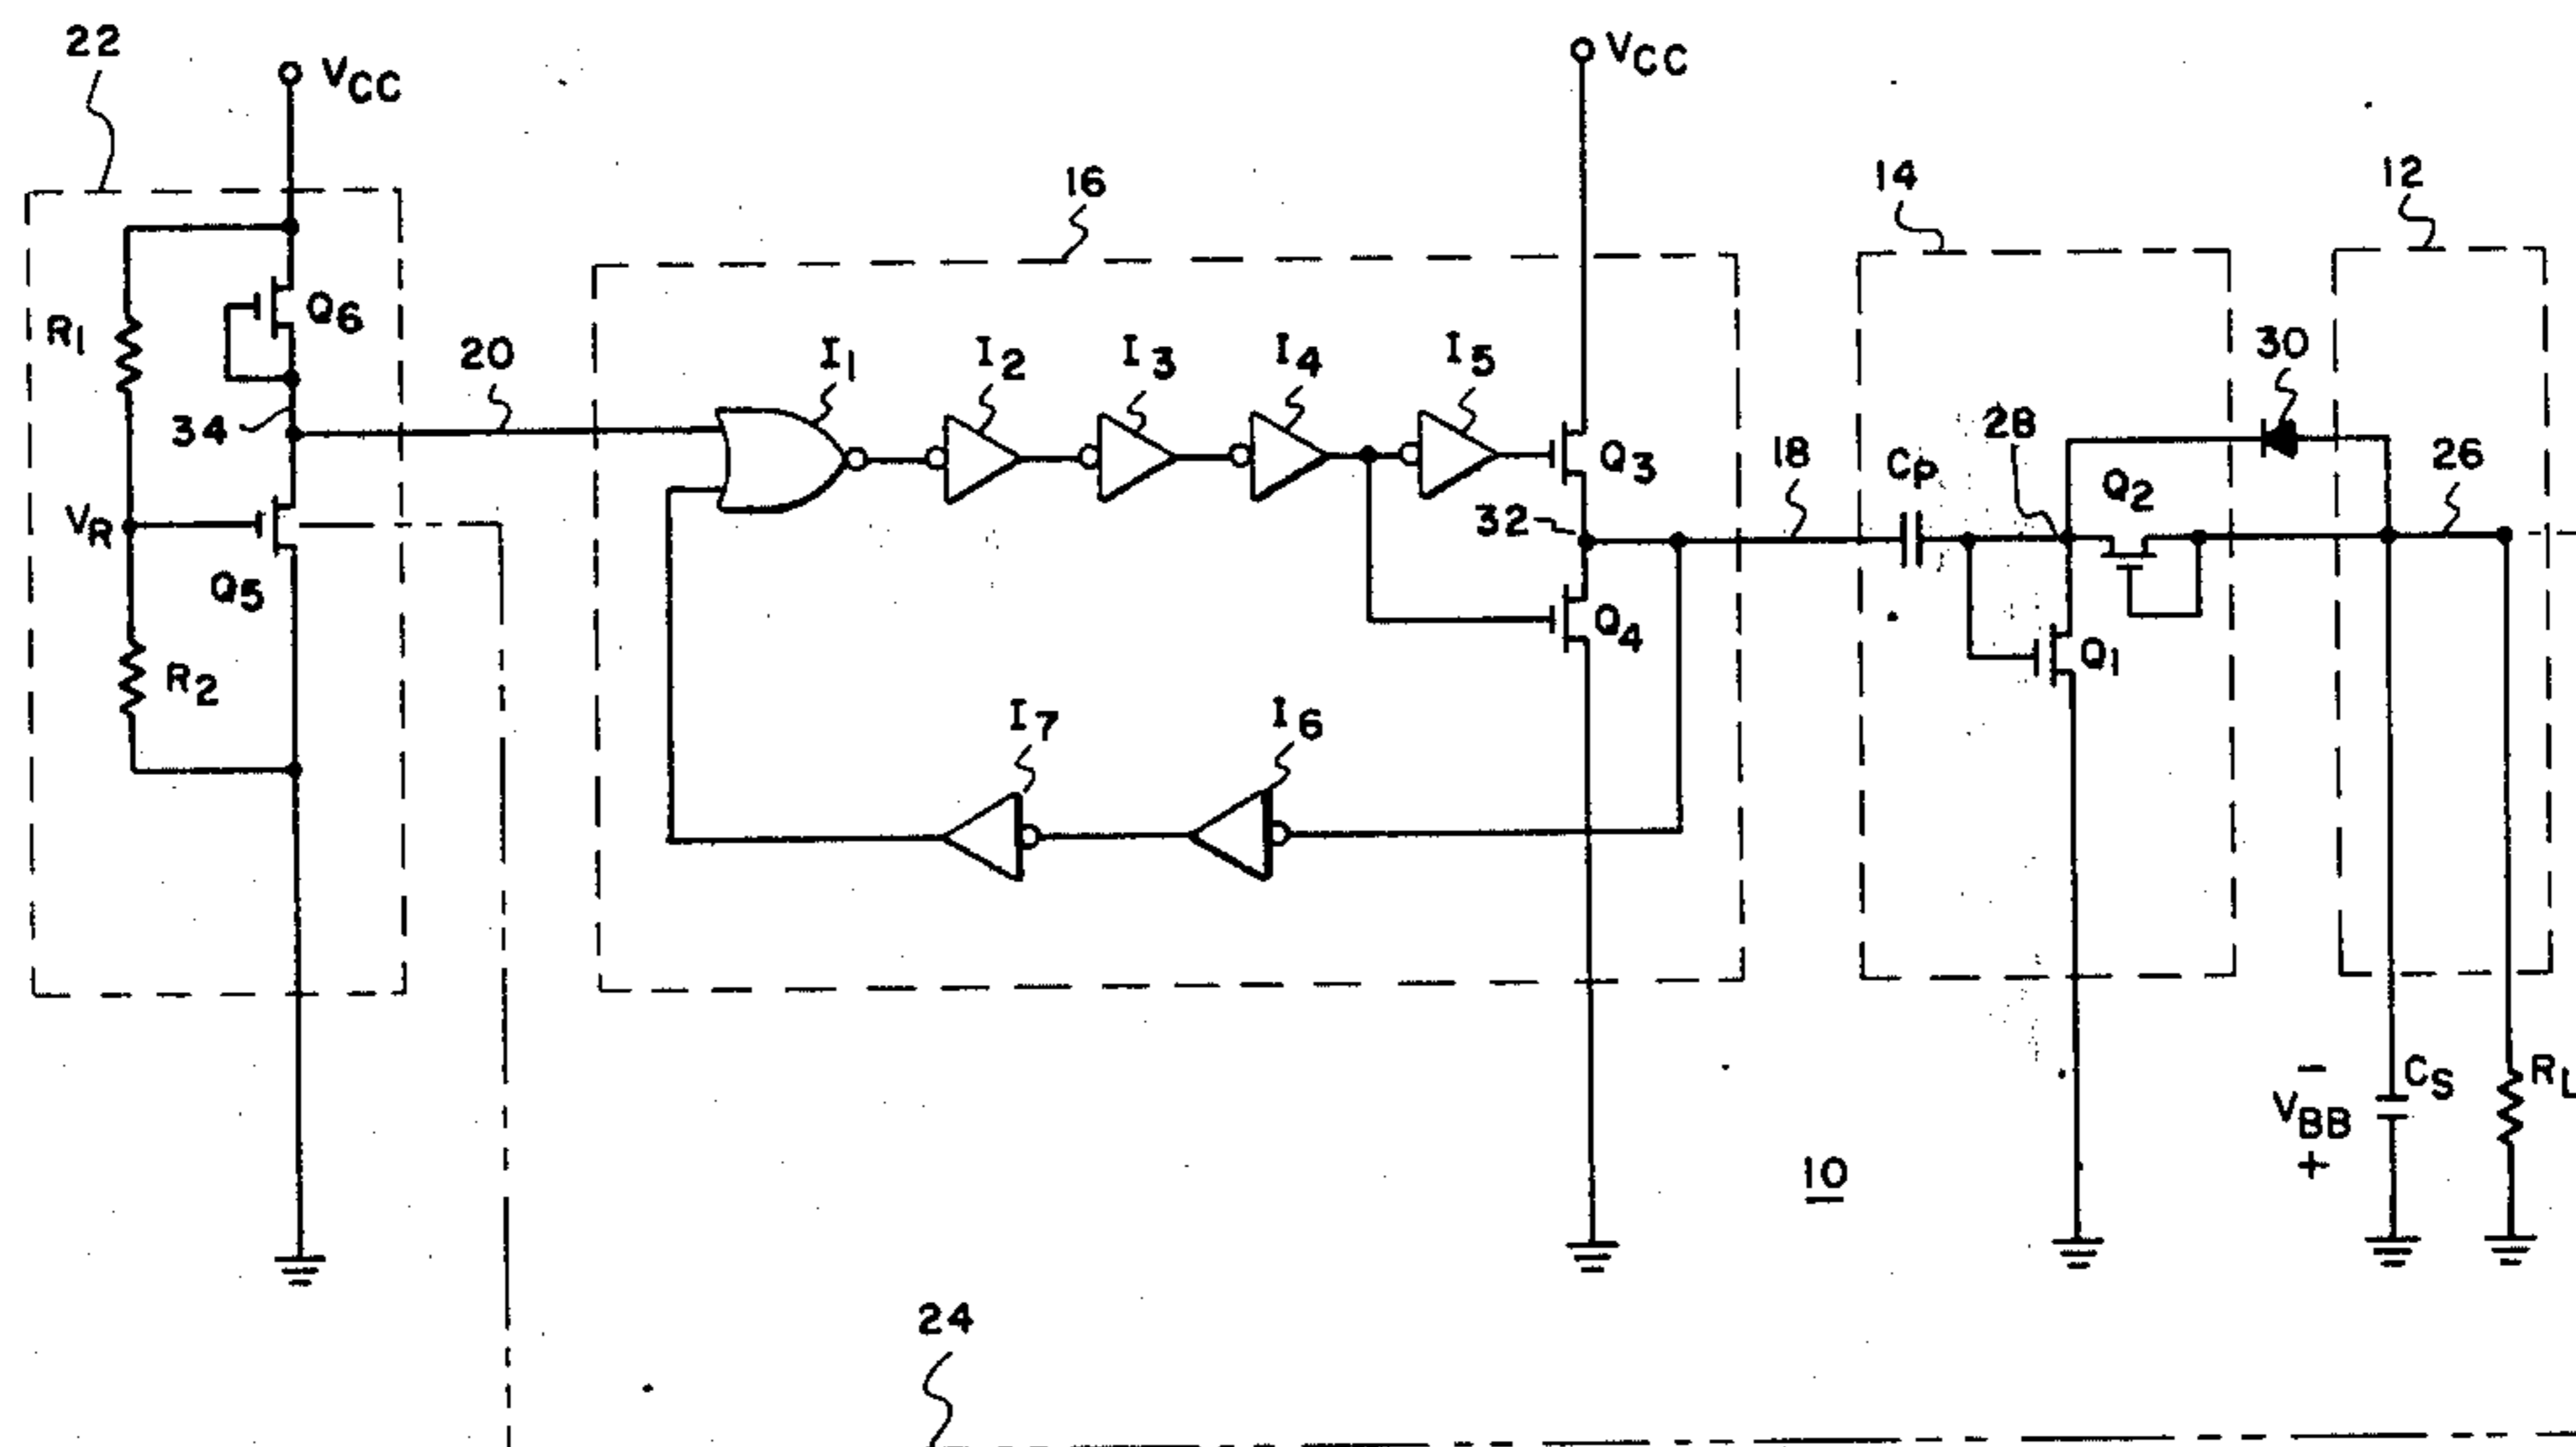 22
VCC
VCC
16
14
12
R1
Q6
20
I1
I2
I3
I4
I5
30
34
Q3
18
CP
28
Q2
26
VR
32
Q5
Q4
Q1
R2
I7
I6
CS
RL
−
VBB
+
10
24